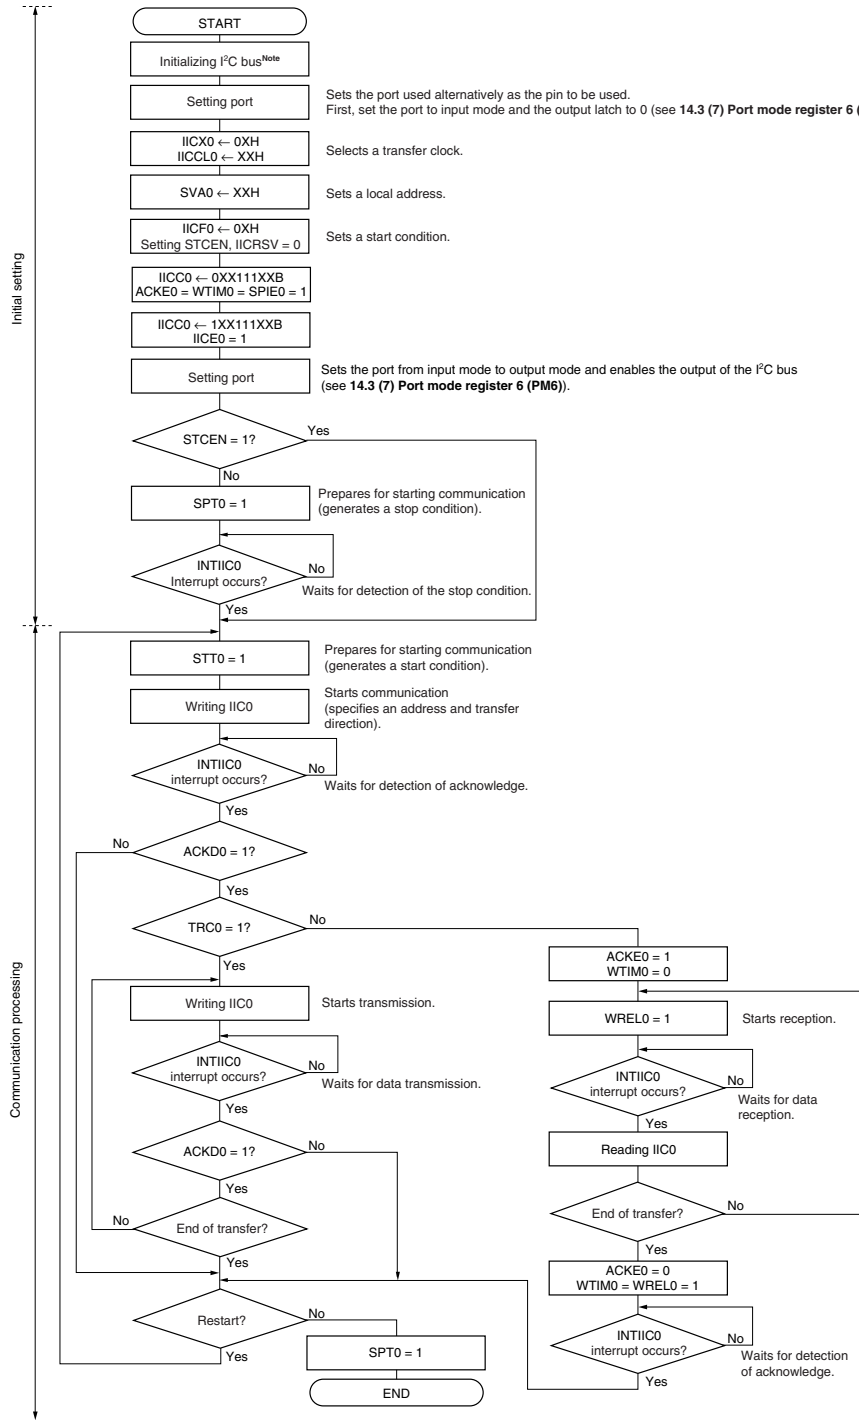 START
Initializing I²C busNote
Setting port
Sets the port used alternatively as the pin to be used.
First, set the port to input mode and the output latch to 0 (see 14.3 (7) Port mode register 6 (
IICX0 ← 0XH
IICCL0 ← XXH
Selects a transfer clock.
SVA0 ← XXH
Sets a local address.
IICF0 ← 0XH
Setting STCEN, IICRSV = 0
Sets a start condition.
Initial setting
IICC0 ← 0XX111XXB
ACKE0 = WTIM0 = SPIE0 = 1
IICC0 ← 1XX111XXB
IICE0 = 1
Setting port
Sets the port from input mode to output mode and enables the output of the I²C bus
(see 14.3 (7) Port mode register 6 (PM6)).
STCEN = 1?
Yes
No
SPT0 = 1
Prepares for starting communication
(generates a stop condition).
INTIIC0
Interrupt occurs?
No
Waits for detection of the stop condition.
Yes
STT0 = 1
Prepares for starting communication
(generates a start condition).
Writing IIC0
Starts communication
(specifies an address and transfer
direction).
INTIIC0
interrupt occurs?
No
Waits for detection of acknowledge.
Yes
No
ACKD0 = 1?
Yes
TRC0 = 1?
No
Yes
Communication processing
Writing IIC0
Starts transmission.
INTIIC0
interrupt occurs?
No
Waits for data transmission.
Yes
ACKD0 = 1?
No
Yes
No
End of transfer?
Yes
Restart?
No
Yes
SPT0 = 1
END
ACKE0 = 1
WTIM0 = 0
WREL0 = 1
Starts reception.
INTIIC0
interrupt occurs?
No
Waits for data
reception.
Yes
Reading IIC0
End of transfer?
No
Yes
ACKE0 = 0
WTIM0 = WREL0 = 1
INTIIC0
interrupt occurs?
No
Waits for detection
of acknowledge.
Yes